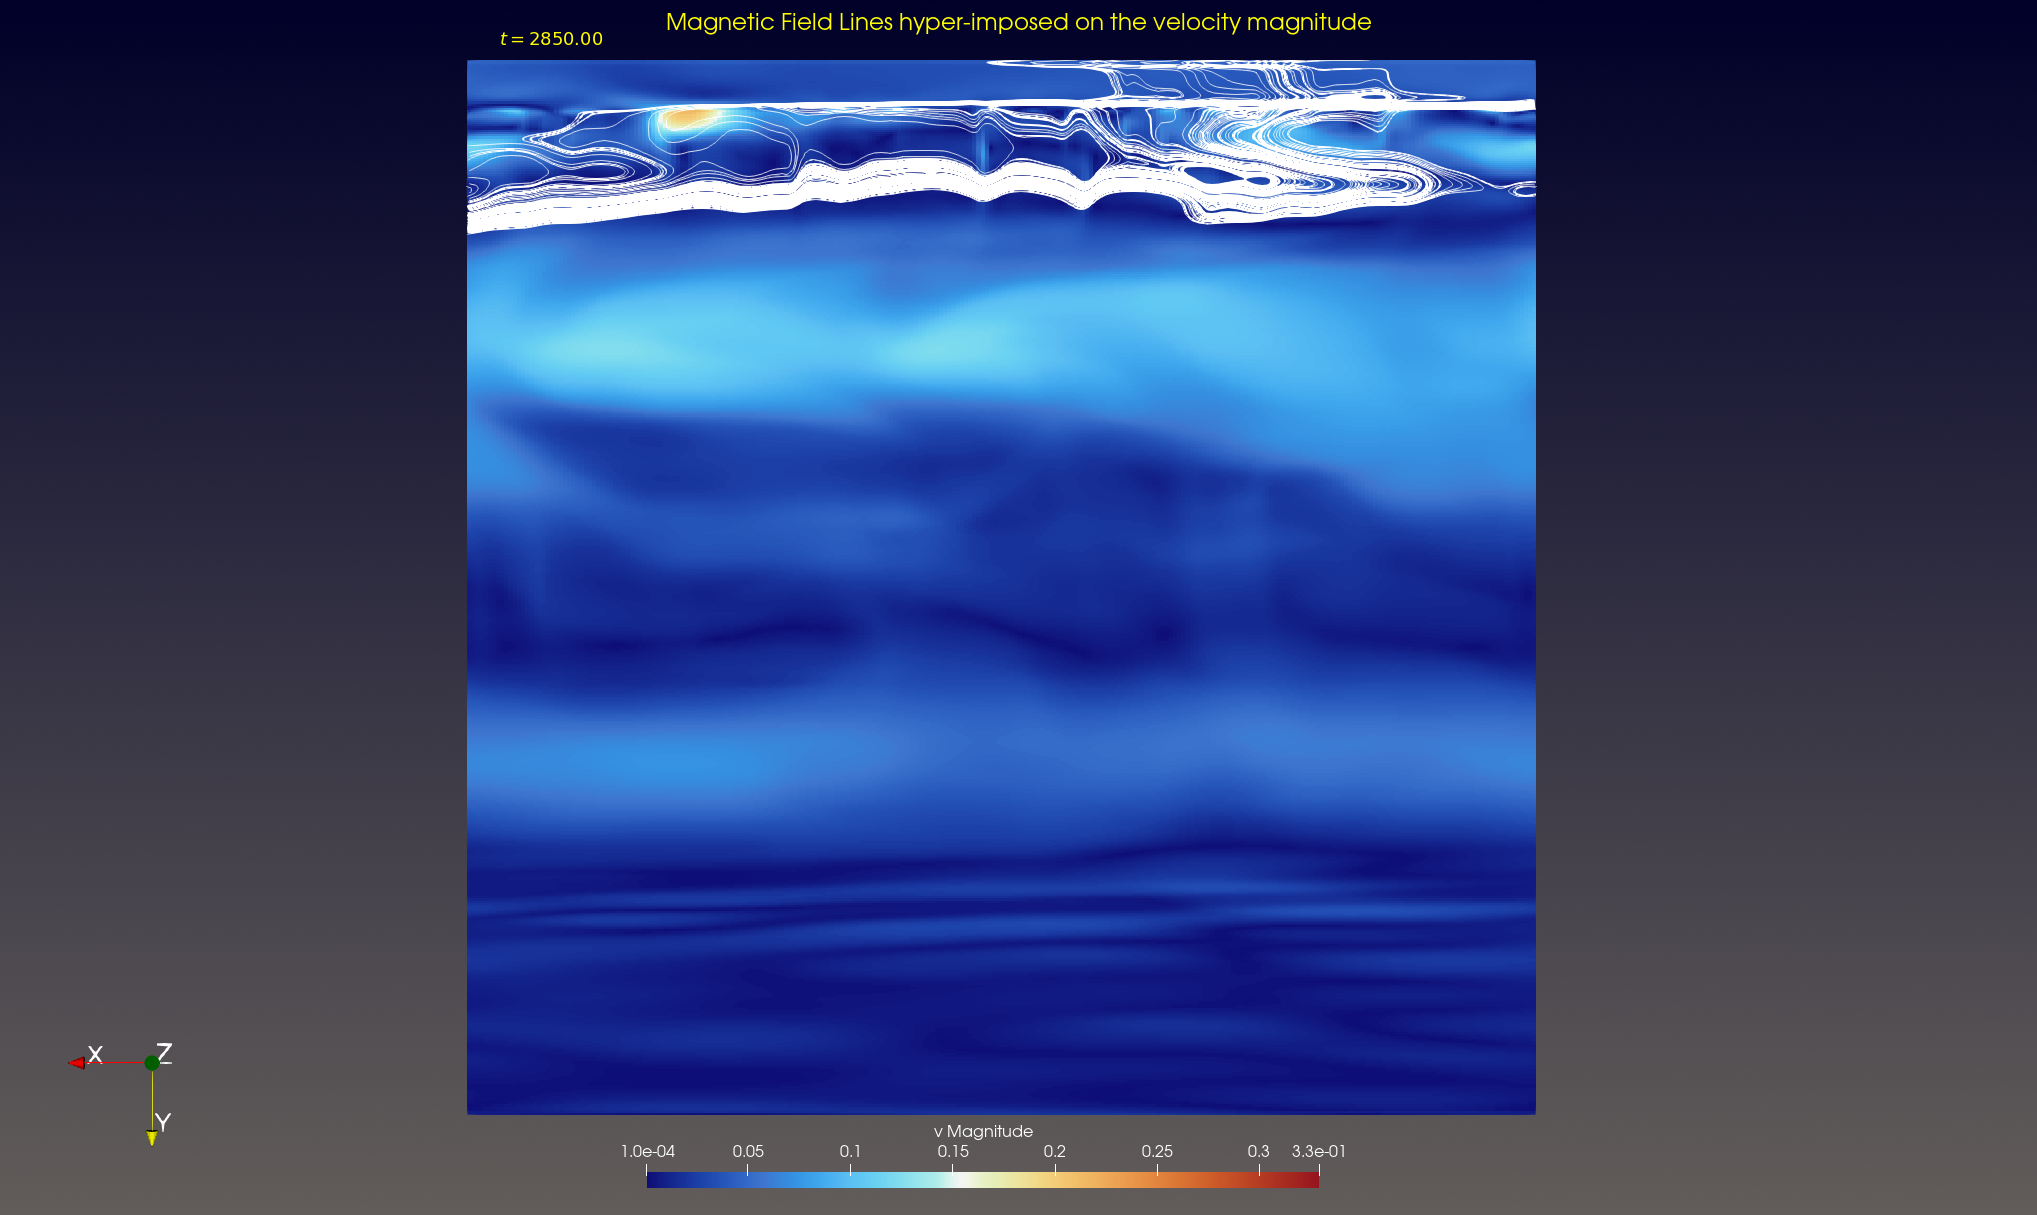 Magnetic Field Lines hyper-imposed on the velocity magnitude
t = 2850.00
X Z
Y
v Magnitude
1.0e-04 0.05 0.1 0.15 0.2 0.25 0.3 3.3e-01